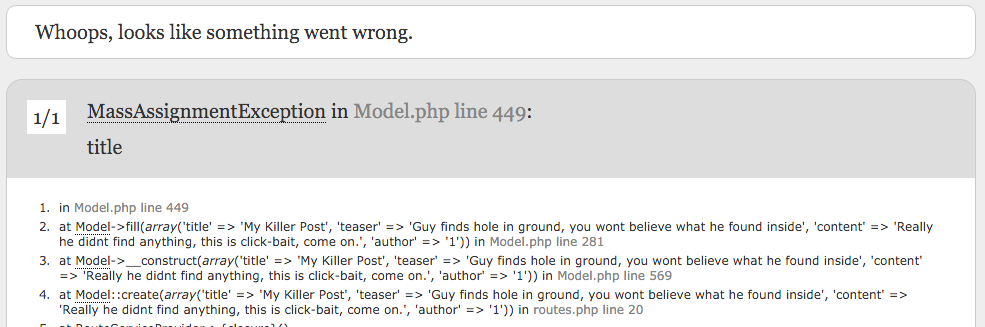 Whoops, looks like something went wrong.
1/1
MassAssignmentException in Model.php line 449:
title
1. in Model.php line 449
2. at Model->fill(array('title' => 'My Killer Post', 'teaser' => 'Guy finds hole in ground, you wont believe what he found inside', 'content' => 'Really
he didnt find anything, this is click-bait, come on.', 'author' => '1')) in Model.php line 281
3. at Model->__construct(array('title' => 'My Killer Post', 'teaser' => 'Guy finds hole in ground, you wont believe what he found inside', 'content'
=> 'Really he didnt find anything, this is click-bait, come on.', 'author' => '1')) in Model.php line 569
4. at Model::create(array('title' => 'My Killer Post', 'teaser' => 'Guy finds hole in ground, you wont believe what he found inside', 'content' =>
'Really he didnt find anything, this is click-bait, come on.', 'author' => '1')) in routes.php line 20
5. at RouteServiceProvider->{closure}()